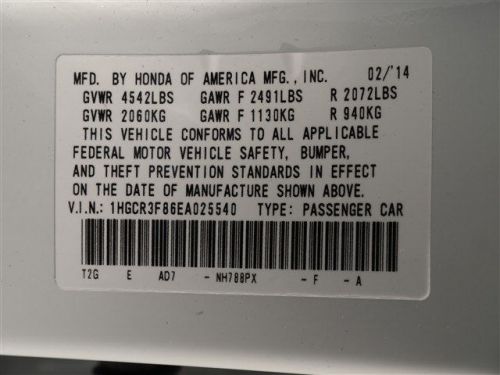 MFD. BY HONDA OF AMERICA MFG., INC. 02/'14
GVWR 4542LBS GAWR F 2491LBS R 2072LBS
GVWR 2060KG GAWR F 1130KG R 940KG
THIS VEHICLE CONFORMS TO ALL APPLICABLE
FEDERAL MOTOR VEHICLE SAFETY, BUMPER,
AND THEFT PREVENTION STANDARDS IN EFFECT
ON THE DATE OF MANUFACTURE SHOWN ABOVE.
V.I.N.: 1HGCR3F86EA025540 TYPE: PASSENGER CAR
T2G E AD7 -NH788PX -F -A